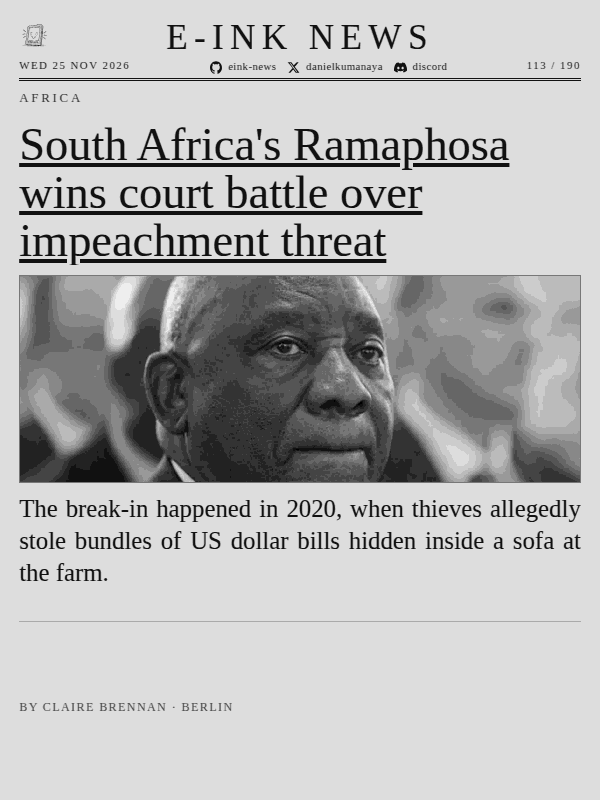 E-INK NEWS
WED 25 NOV 2026
eink-news danielkumanaya discord
113 / 190
AFRICA
South Africa's Ramaphosa
wins court battle over
impeachment threat
The break-in happened in 2020, when thieves allegedly
stole bundles of US dollar bills hidden inside a sofa at
the farm.
BY CLAIRE BRENNAN · BERLIN